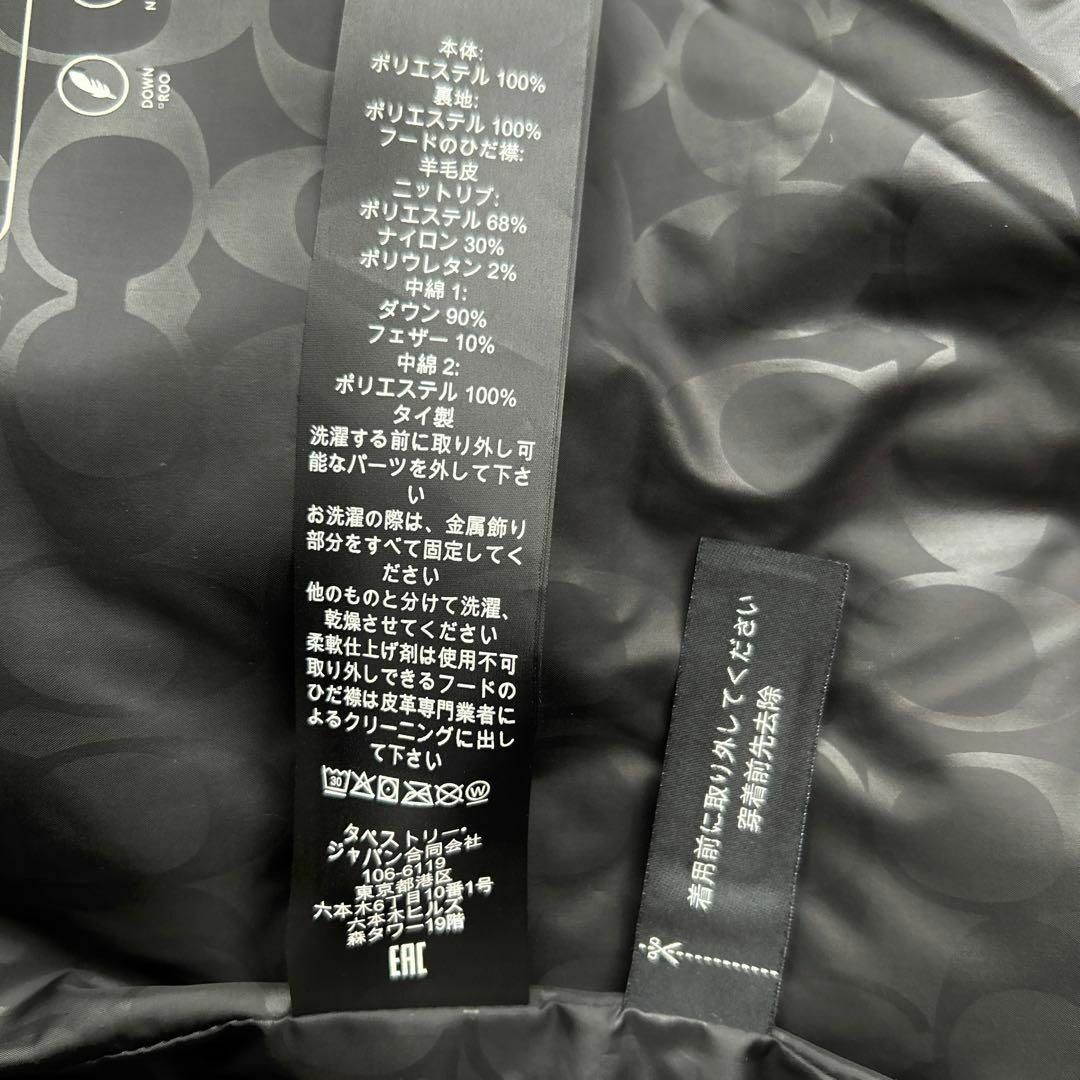 DOWN
ROO
本体:
ポリエステル 100%
裏地:
ポリエステル 100%
フードのひだ襟:
羊毛皮
ニットリブ:
ポリエステル 68%
ナイロン 30%
ポリウレタン 2%
中綿 1:
ダウン 90%
フェザー 10%
中綿 2:
ポリエステル 100%
タイ製
洗濯する前に取り外し可
能なパーツを外して下さ
い
お洗濯の際は、金属飾り
部分をすべて固定してく
ださい
他のものと分けて洗濯、
乾燥させてください
柔軟仕上げ剤は使用不可
取り外しできるフードの
ひだ襟は皮革専門業者に
よるクリーニングに出し
て下さい
30 W
タペストリー・
ジャパン合同会社
106-6119
東京都港区
六本木6丁目10番1号
六本木ヒルズ
森タワー19階
EAC
着用前に取り外してください
穿着前先去除